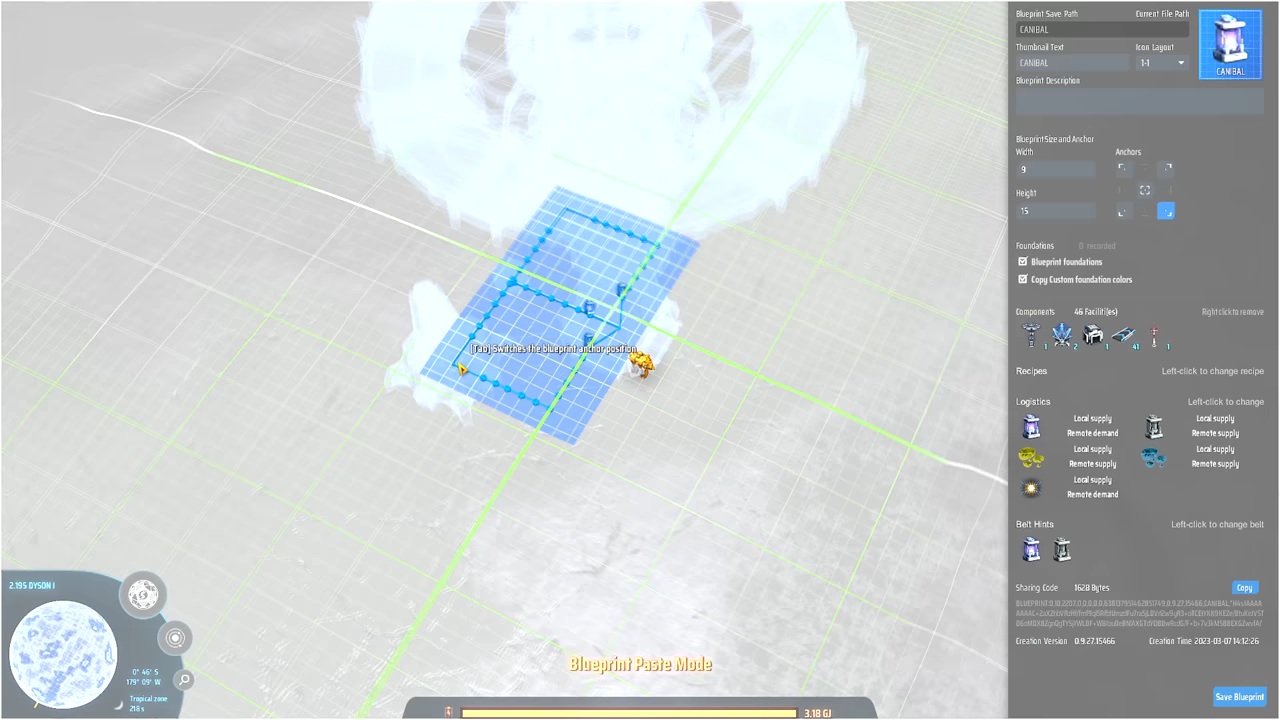 Blueprint Save Path
Current File Path
CANIBAL
Thumbnail Text
Icon Layout
CANIBAL
1-1
CANIBAL
Blueprint Description
Blueprint Size and Anchor
Width
Anchors
9
Height
15
Foundations
0 recorded
Blueprint foundations
Copy Custom foundation colors
Components
46 Facilit(i)es
Right click to remove
1
2
1
41
1
Recipes
Left-click to change recipe
Logistics
Left-click to change
Local supply
Remote demand
Local supply
Remote supply
Local supply
Remote supply
Local supply
Remote supply
Local supply
Remote demand
Belt Hints
Left-click to change belt
Sharing Code
1628 Bytes
Copy
Creation Version
0.9.27.15466
Creation Time 2023-03-07 14:12:26
Save Blueprint
[Tab] Switches the blueprint anchor position
2.195 DYSON I
0° 46' S
179° 09' W
Tropical zone
218 s
Blueprint Paste Mode
3.18 GJ